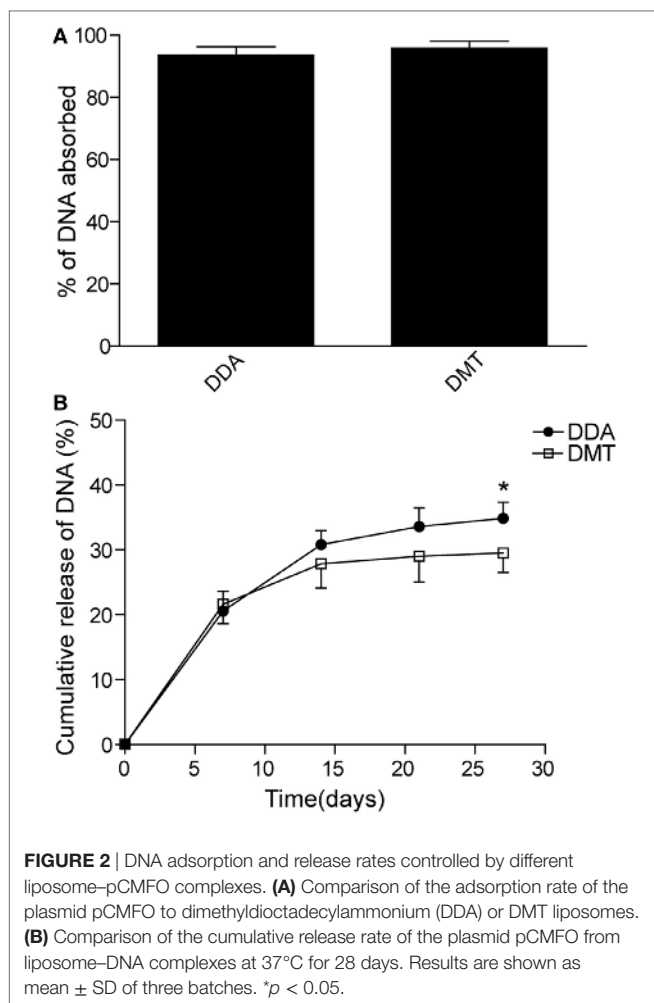 A
100
80
60
40
20
0
% of DNA absorbed
DDA
DMT
B
50
40
30
20
10
0
Cumulative release of DNA (%)
DDA
DMT
*
0 5 10 15 20 25 30
Time(days)
FIGURE 2 | DNA adsorption and release rates controlled by different
liposome–pCMFO complexes. (A) Comparison of the adsorption rate of the
plasmid pCMFO to dimethyldioctadecylammonium (DDA) or DMT liposomes.
(B) Comparison of the cumulative release rate of the plasmid pCMFO from
liposome–DNA complexes at 37°C for 28 days. Results are shown as
mean ± SD of three batches. *p < 0.05.